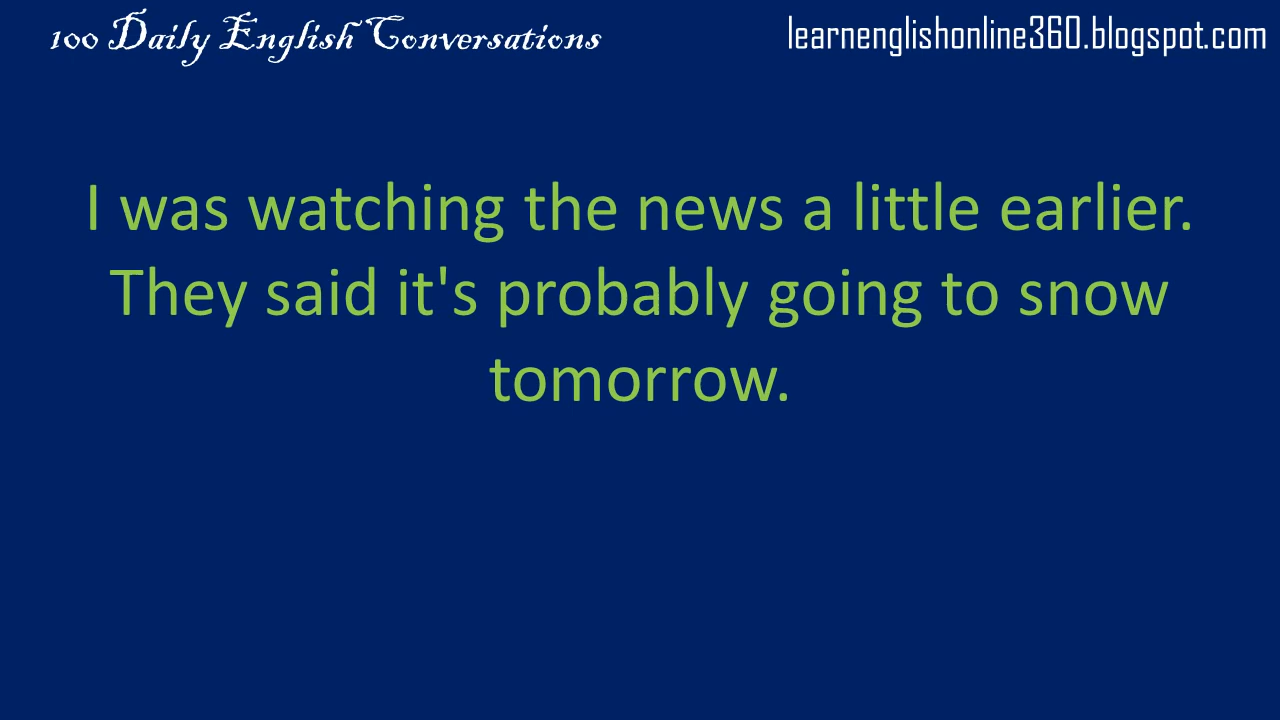 100 Daily English Conversations
learnenglishonline360.blogspot.com
I was watching the news a little earlier.
They said it's probably going to snow
tomorrow.